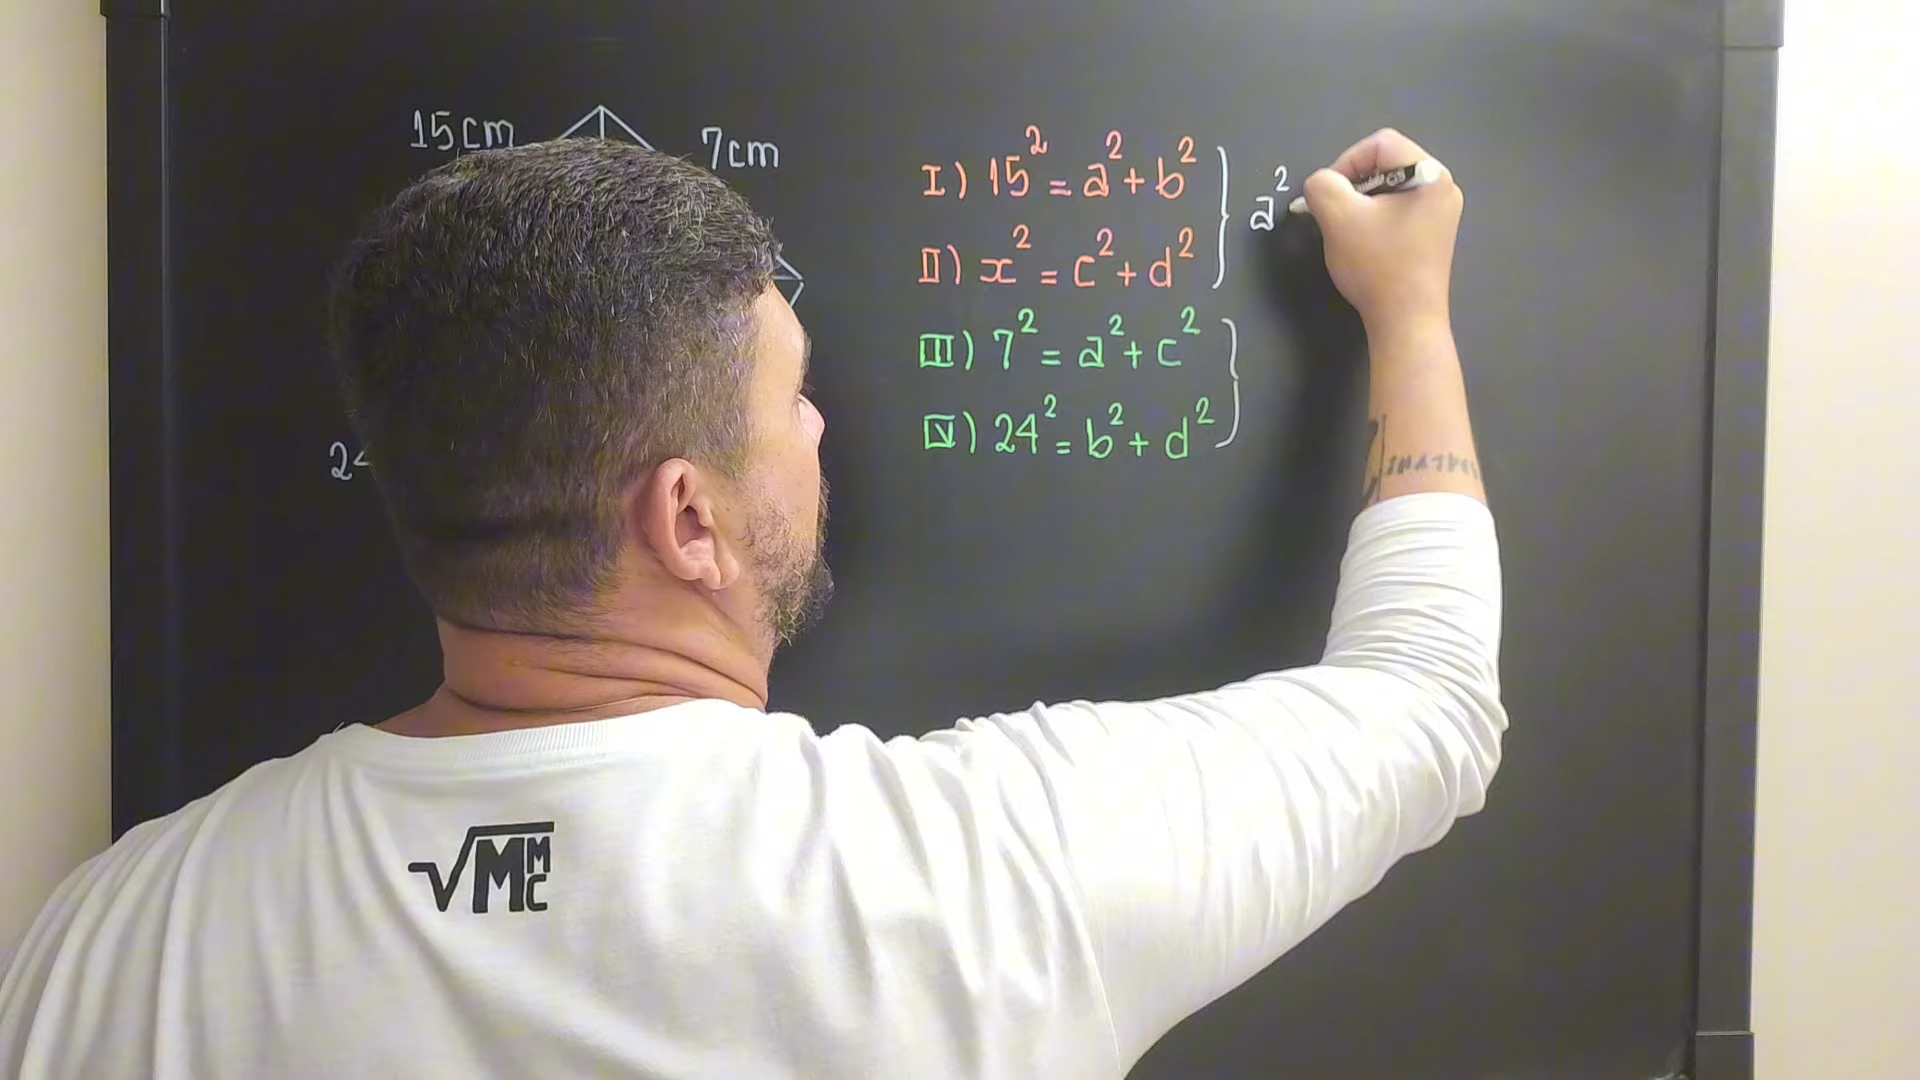 15cm
7cm
I) 15² = a² + b²
II) x² = c² + d²
III) 7² = a² + c²
IV) 24² = b² + d²
a²
√MMC